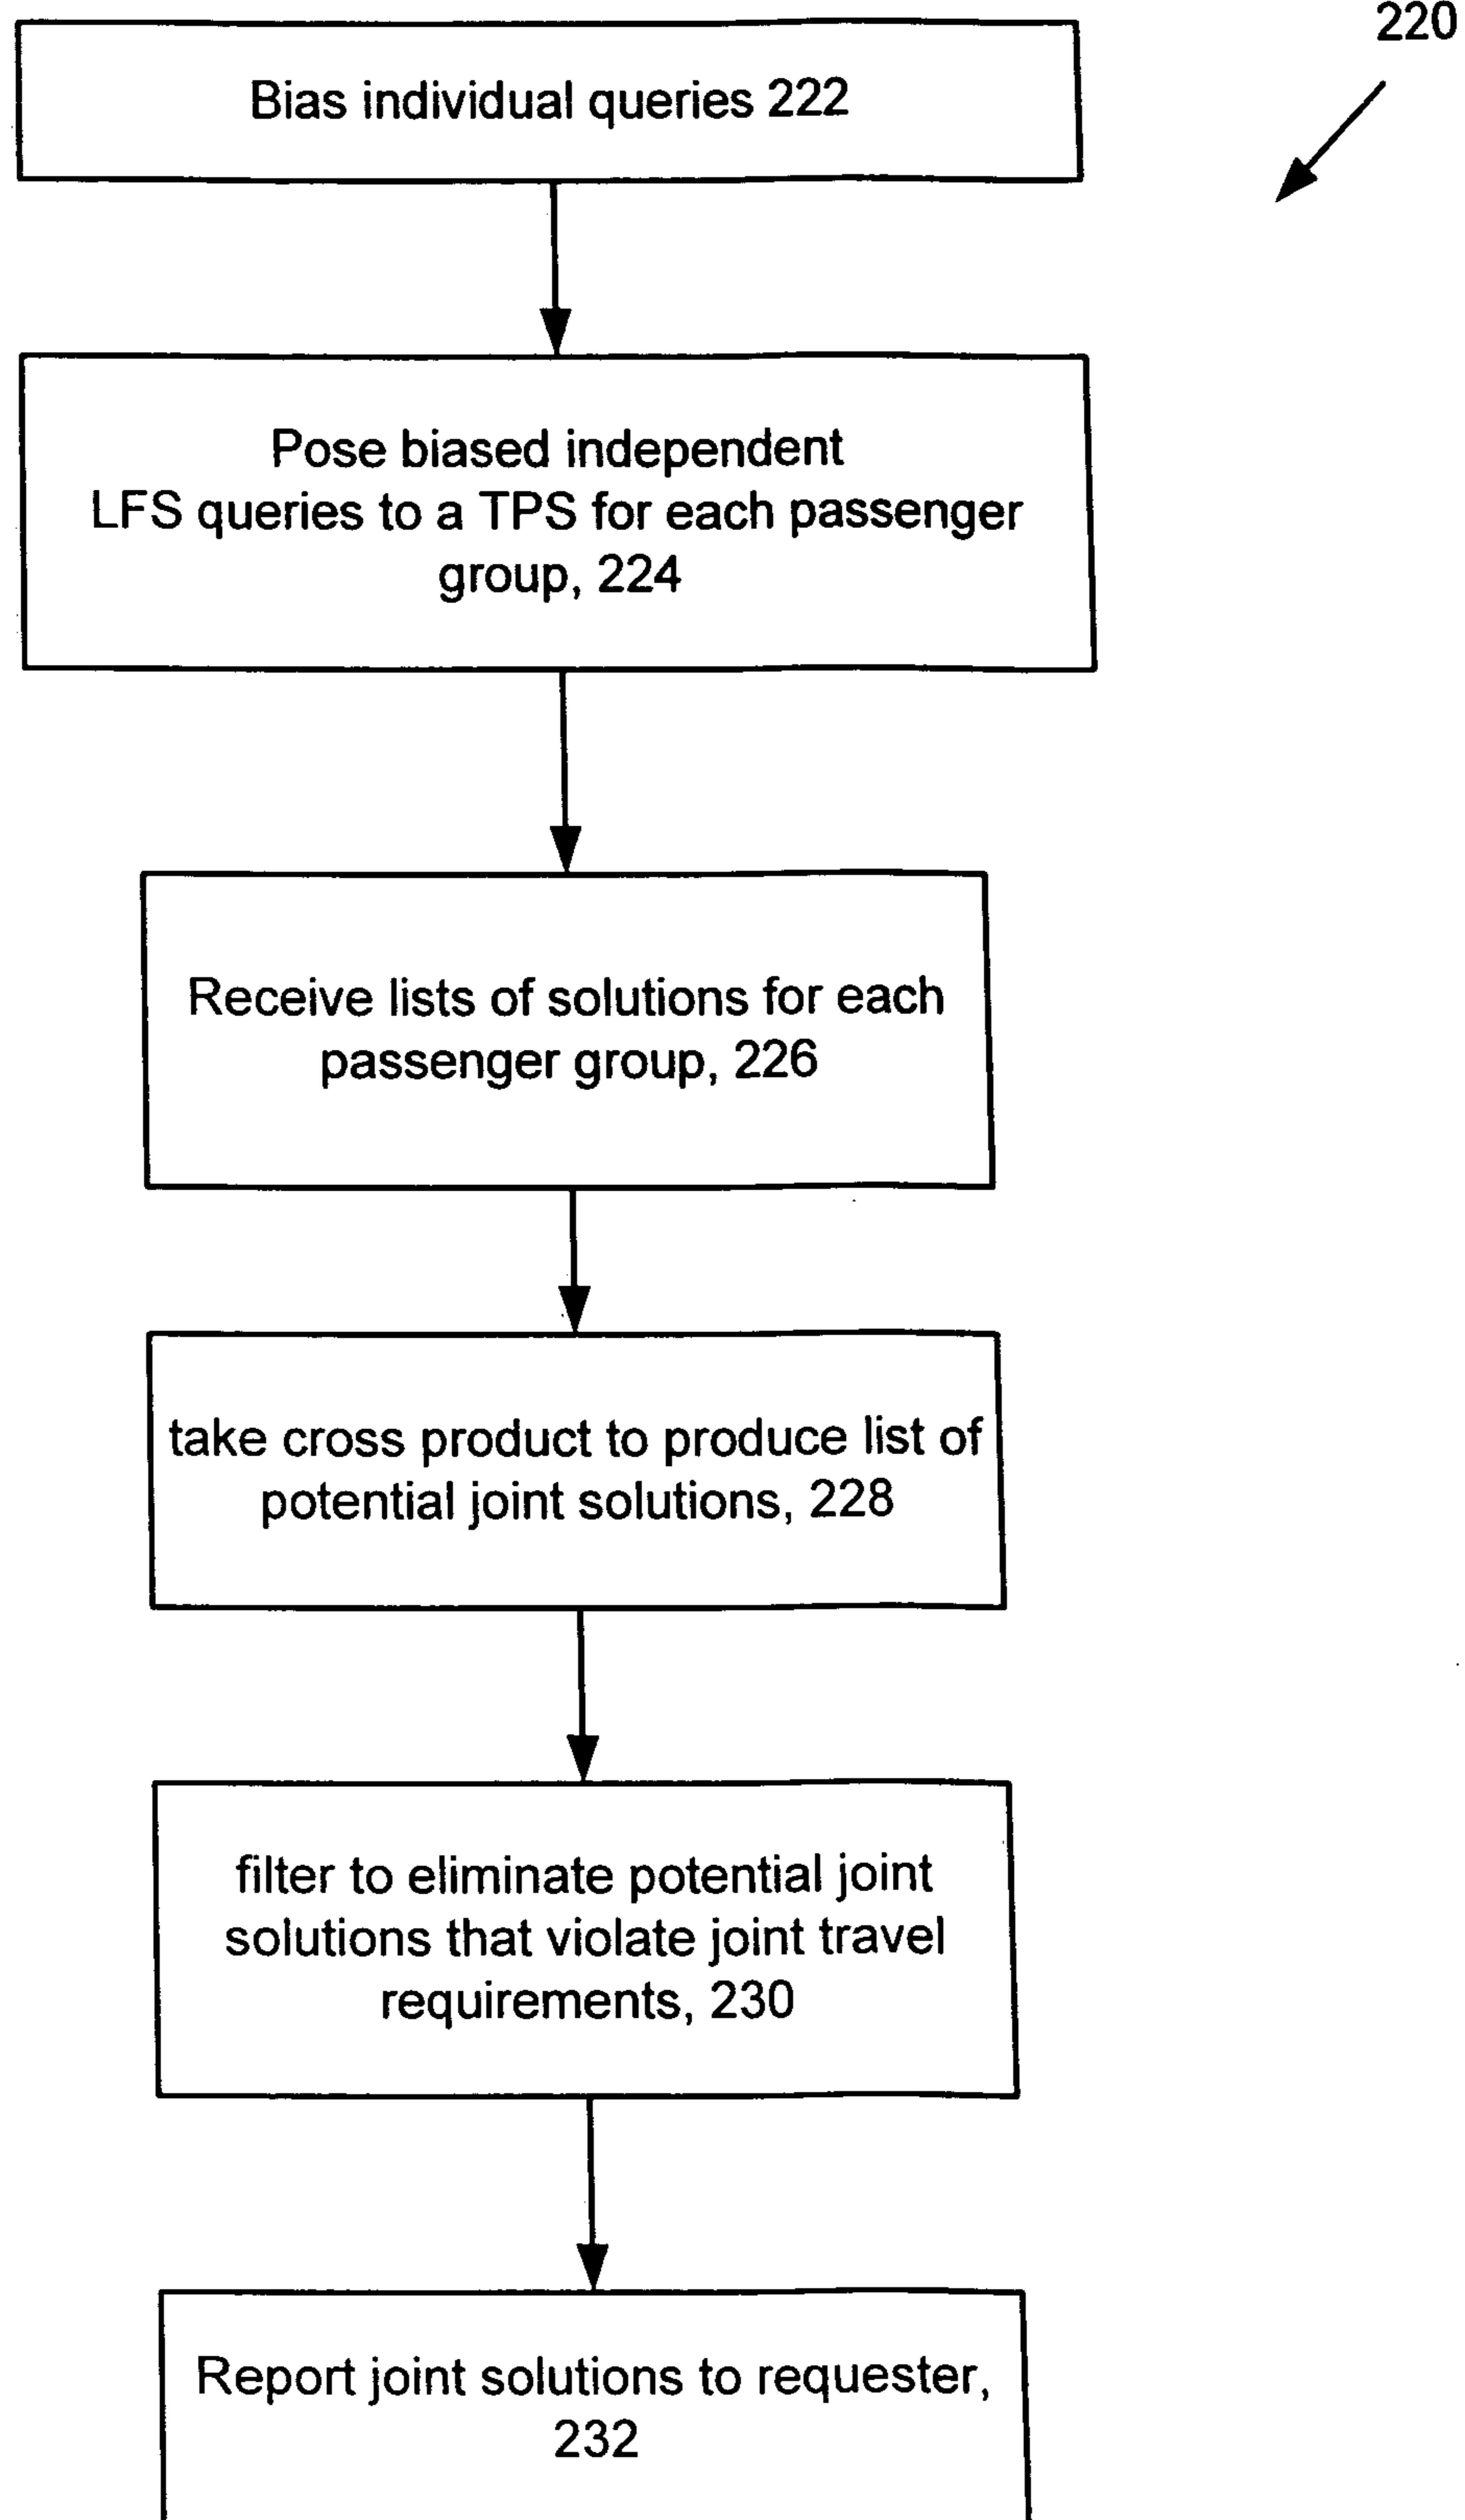 220
Bias individual queries 222
Pose biased independent
LFS queries to a TPS for each passenger
group, 224
Receive lists of solutions for each
passenger group, 226
take cross product to produce list of
potential joint solutions, 228
filter to eliminate potential joint
solutions that violate joint travel
requirements, 230
Report joint solutions to requester,
232